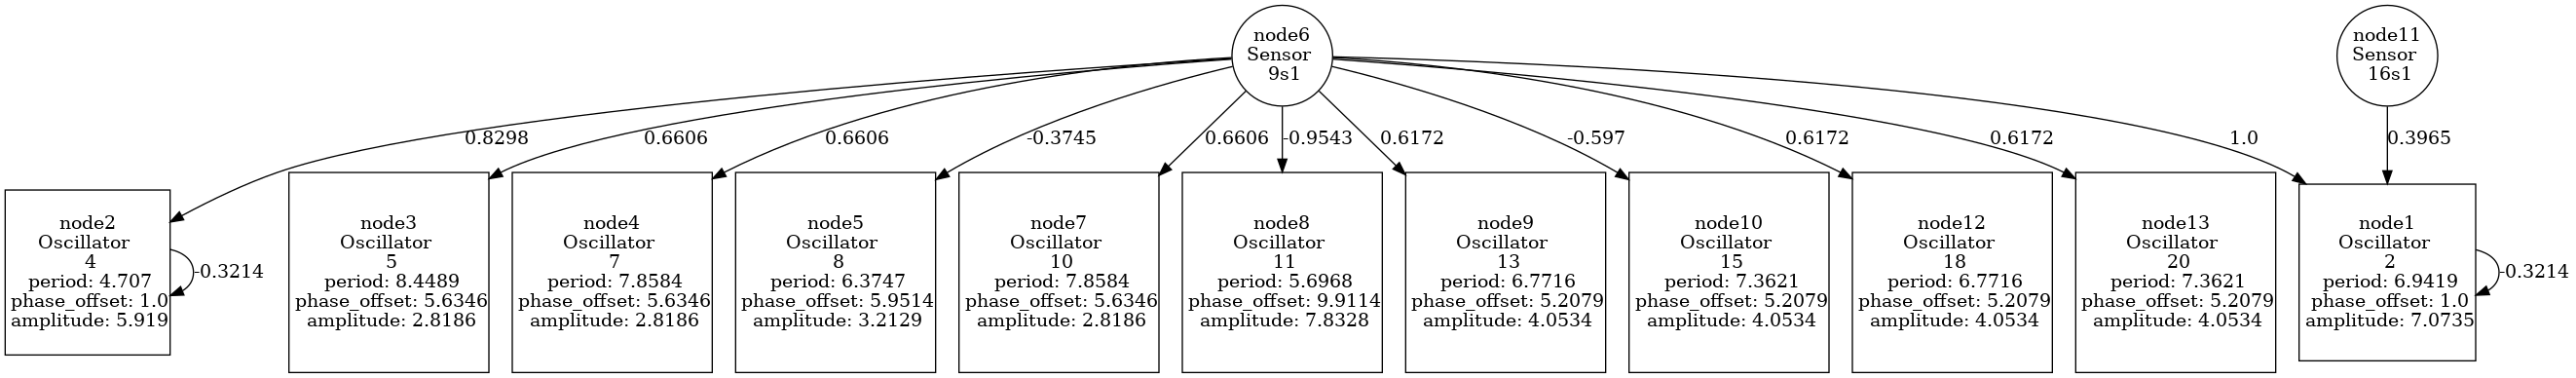 node6
Sensor
9s1
node11
Sensor
16s1
0.8298
0.6606
0.6606
-0.3745
0.6606
-0.9543
0.6172
-0.597
0.6172
0.6172
1.0
0.3965
node2
Oscillator
4
period: 4.707
phase_offset: 1.0
amplitude: 5.919
-0.3214
node3
Oscillator
5
period: 8.4489
phase_offset: 5.6346
amplitude: 2.8186
node4
Oscillator
7
period: 7.8584
phase_offset: 5.6346
amplitude: 2.8186
node5
Oscillator
8
period: 6.3747
phase_offset: 5.9514
amplitude: 3.2129
node7
Oscillator
10
period: 7.8584
phase_offset: 5.6346
amplitude: 2.8186
node8
Oscillator
11
period: 5.6968
phase_offset: 9.9114
amplitude: 7.8328
node9
Oscillator
13
period: 6.7716
phase_offset: 5.2079
amplitude: 4.0534
node10
Oscillator
15
period: 7.3621
phase_offset: 5.2079
amplitude: 4.0534
node12
Oscillator
18
period: 6.7716
phase_offset: 5.2079
amplitude: 4.0534
node13
Oscillator
20
period: 7.3621
phase_offset: 5.2079
amplitude: 4.0534
node1
Oscillator
2
period: 6.9419
phase_offset: 1.0
amplitude: 7.0735
-0.3214